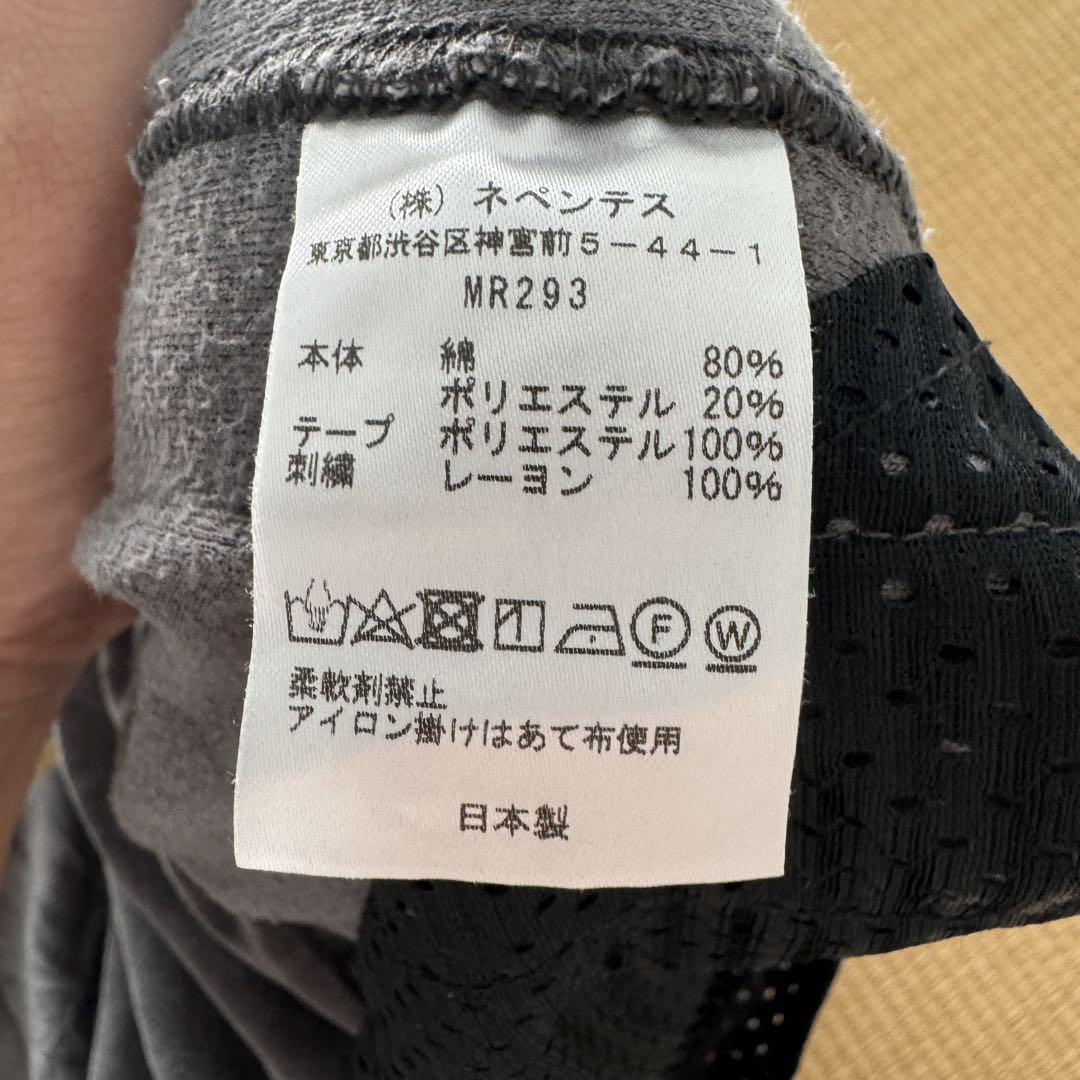 (株) ネペンテス
東京都渋谷区神宮前5-44-1
MR293
本体 綿 80%
ポリエステル 20%
テープ ポリエステル 100%
刺繍 レーヨン 100%
F W
柔軟剤禁止
アイロン掛けはあて布使用
日本製